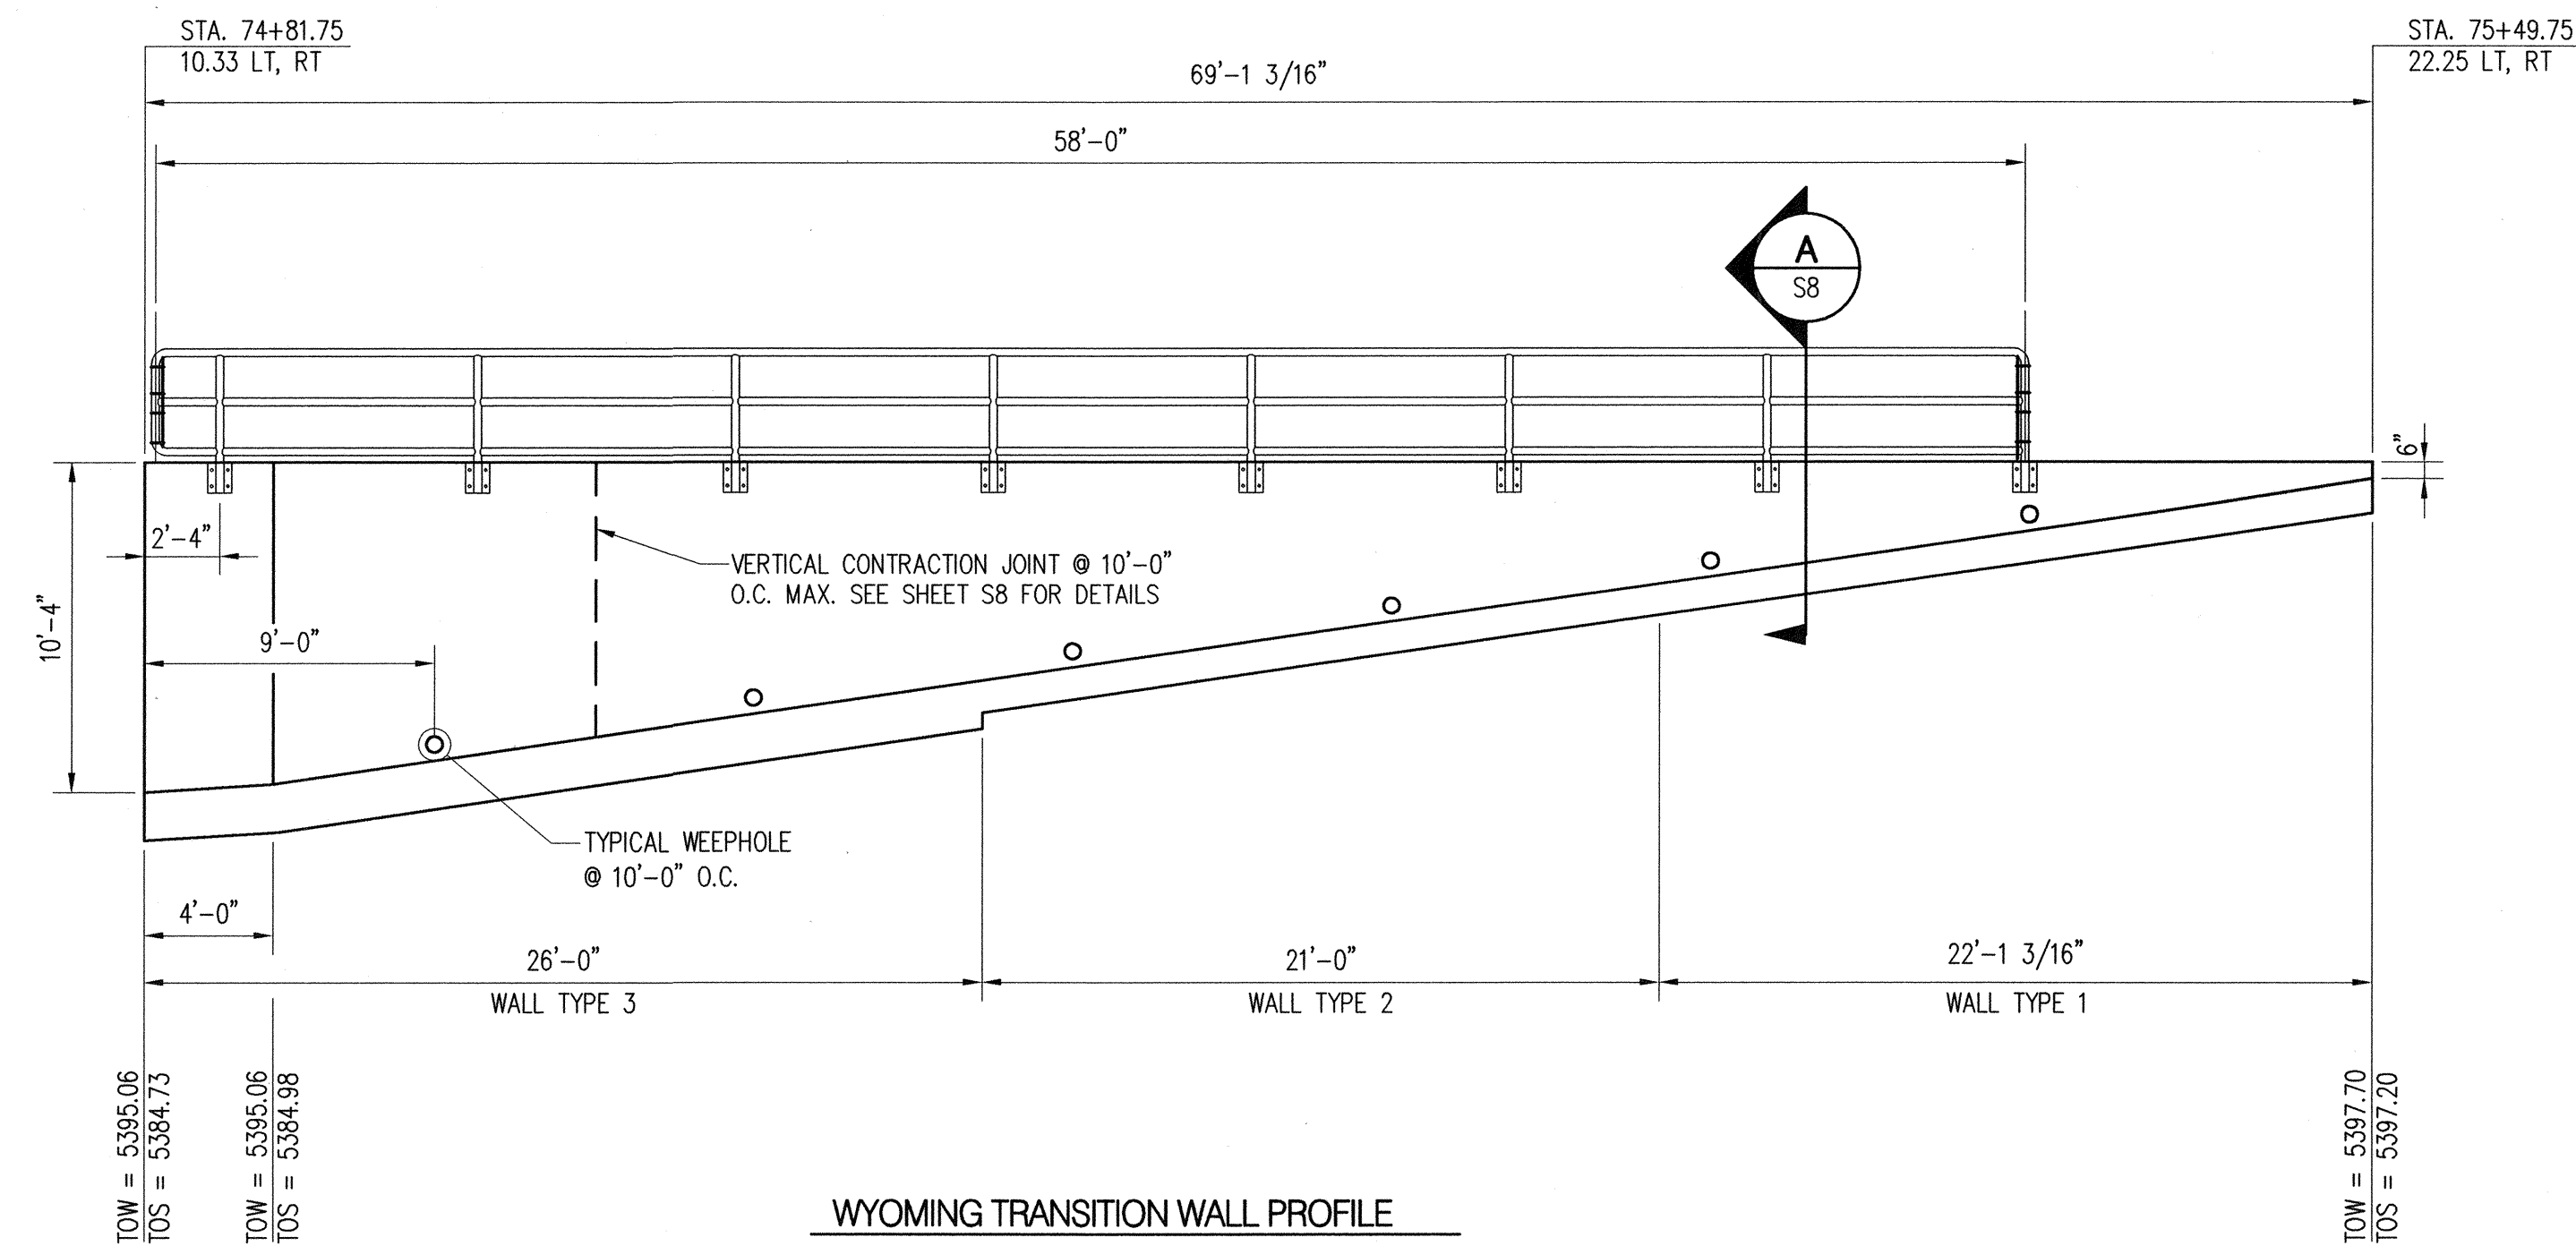 STA. 74+81.75
10.33 LT, RT
STA. 75+49.75
22.25 LT, RT
69'-1 3/16"
58'-0"
A
S8
6"
2'-4"
VERTICAL CONTRACTION JOINT @ 10'-0"
O.C. MAX. SEE SHEET S8 FOR DETAILS
10'-4"
9'-0"
TYPICAL WEEPHOLE
@ 10'-0" O.C.
4'-0"
26'-0"
WALL TYPE 3
21'-0"
WALL TYPE 2
22'-1 3/16"
WALL TYPE 1
TOW = 5395.06
TOS = 5384.73
TOW = 5395.06
TOS = 5384.98
TOW = 5397.70
TOS = 5397.20
WYOMING TRANSITION WALL PROFILE